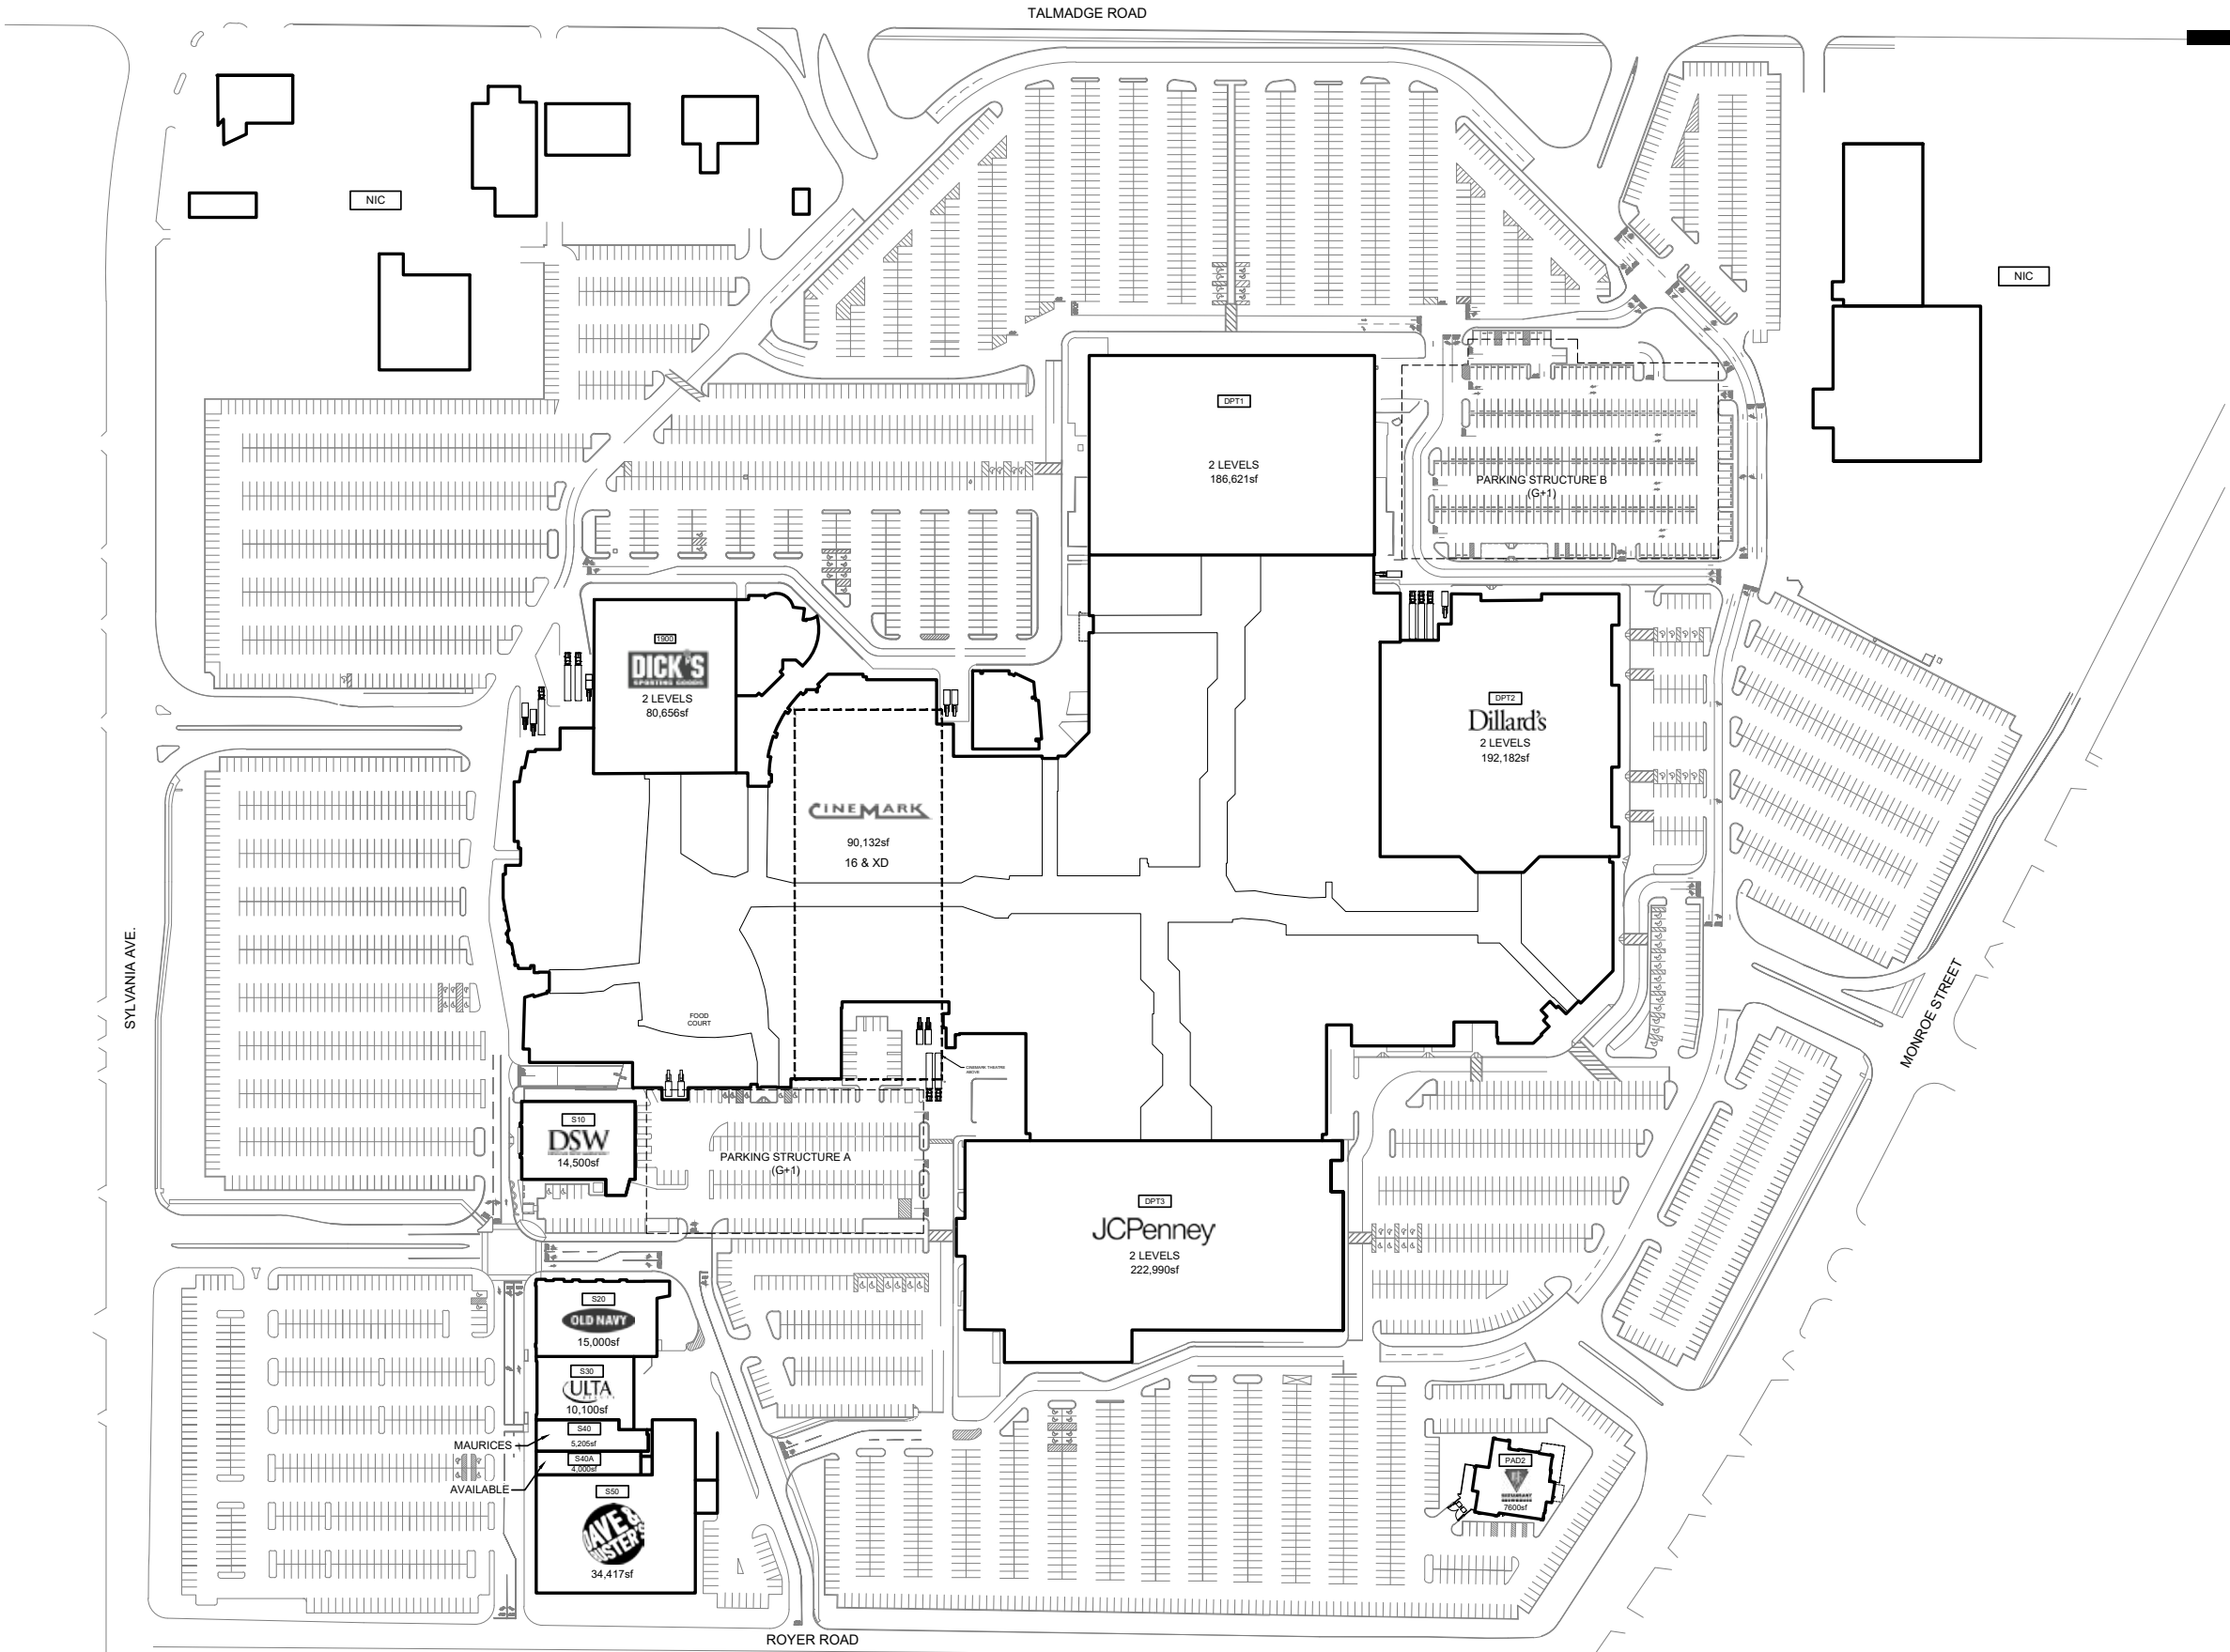 TALMADGE ROAD
NIC
NIC
DPT1
2 LEVELS
186,621sf
PARKING STRUCTURE B
(G+1)
1900
DICK'S
SPORTING GOODS
2 LEVELS
80,656sf
DPT2
Dillard's
2 LEVELS
192,182sf
CINEMARK
90,132sf
16 & XD
SYLVANIA AVE.
MONROE STREET
FOOD
COURT
CINEMARK THEATRE
ABOVE
S10
DSW
14,500sf
PARKING STRUCTURE A
(G+1)
DPT3
JCPenney
2 LEVELS
222,990sf
S20
OLD NAVY
15,000sf
S30
ULTA
10,100sf
MAURICES
S40
5,205sf
S40A
4,000sf
AVAILABLE
S50
DAVE &
BUSTER'S
34,417sf
PAD2
7600sf
ROYER ROAD